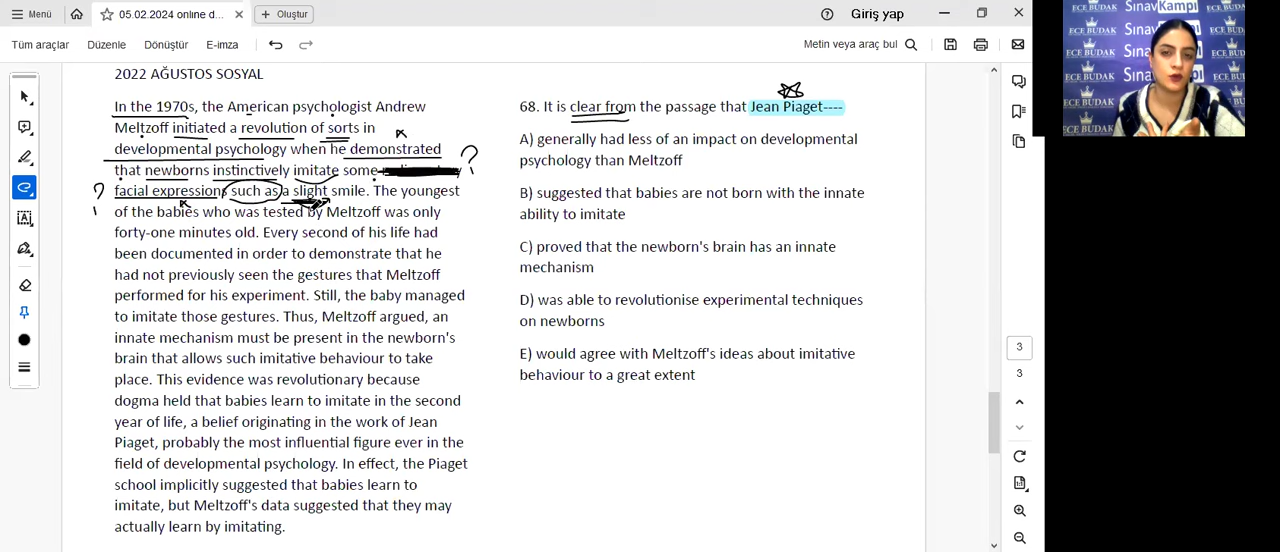 Menü
05.02.2024 online d...
Oluştur
Giriş yap
Tüm araçlar
Düzenle
Dönüştür
E-imza
Metin veya araç bul
2022 AĞUSTOS SOSYAL
In the 1970s, the American psychologist Andrew
Meltzoff initiated a revolution of sorts in
developmental psychology when he demonstrated
that newborns instinctively imitate some
facial expressions such as a slight smile. The youngest
of the babies who was tested by Meltzoff was only
forty-one minutes old. Every second of his life had
been documented in order to demonstrate that he
had not previously seen the gestures that Meltzoff
performed for his experiment. Still, the baby managed
to imitate those gestures. Thus, Meltzoff argued, an
innate mechanism must be present in the newborn's
brain that allows such imitative behaviour to take
place. This evidence was revolutionary because
dogma held that babies learn to imitate in the second
year of life, a belief originating in the work of Jean
Piaget, probably the most influential figure ever in the
field of developmental psychology. In effect, the Piaget
school implicitly suggested that babies learn to
imitate, but Meltzoff's data suggested that they may
actually learn by imitating.
68. It is clear from the passage that Jean Piaget----
A) generally had less of an impact on developmental
psychology than Meltzoff
B) suggested that babies are not born with the innate
ability to imitate
C) proved that the newborn's brain has an innate
mechanism
D) was able to revolutionise experimental techniques
on newborns
E) would agree with Meltzoff's ideas about imitative
behaviour to a great extent
3
3
ECE BUDAK
SınavKampi
ECE BUDAK